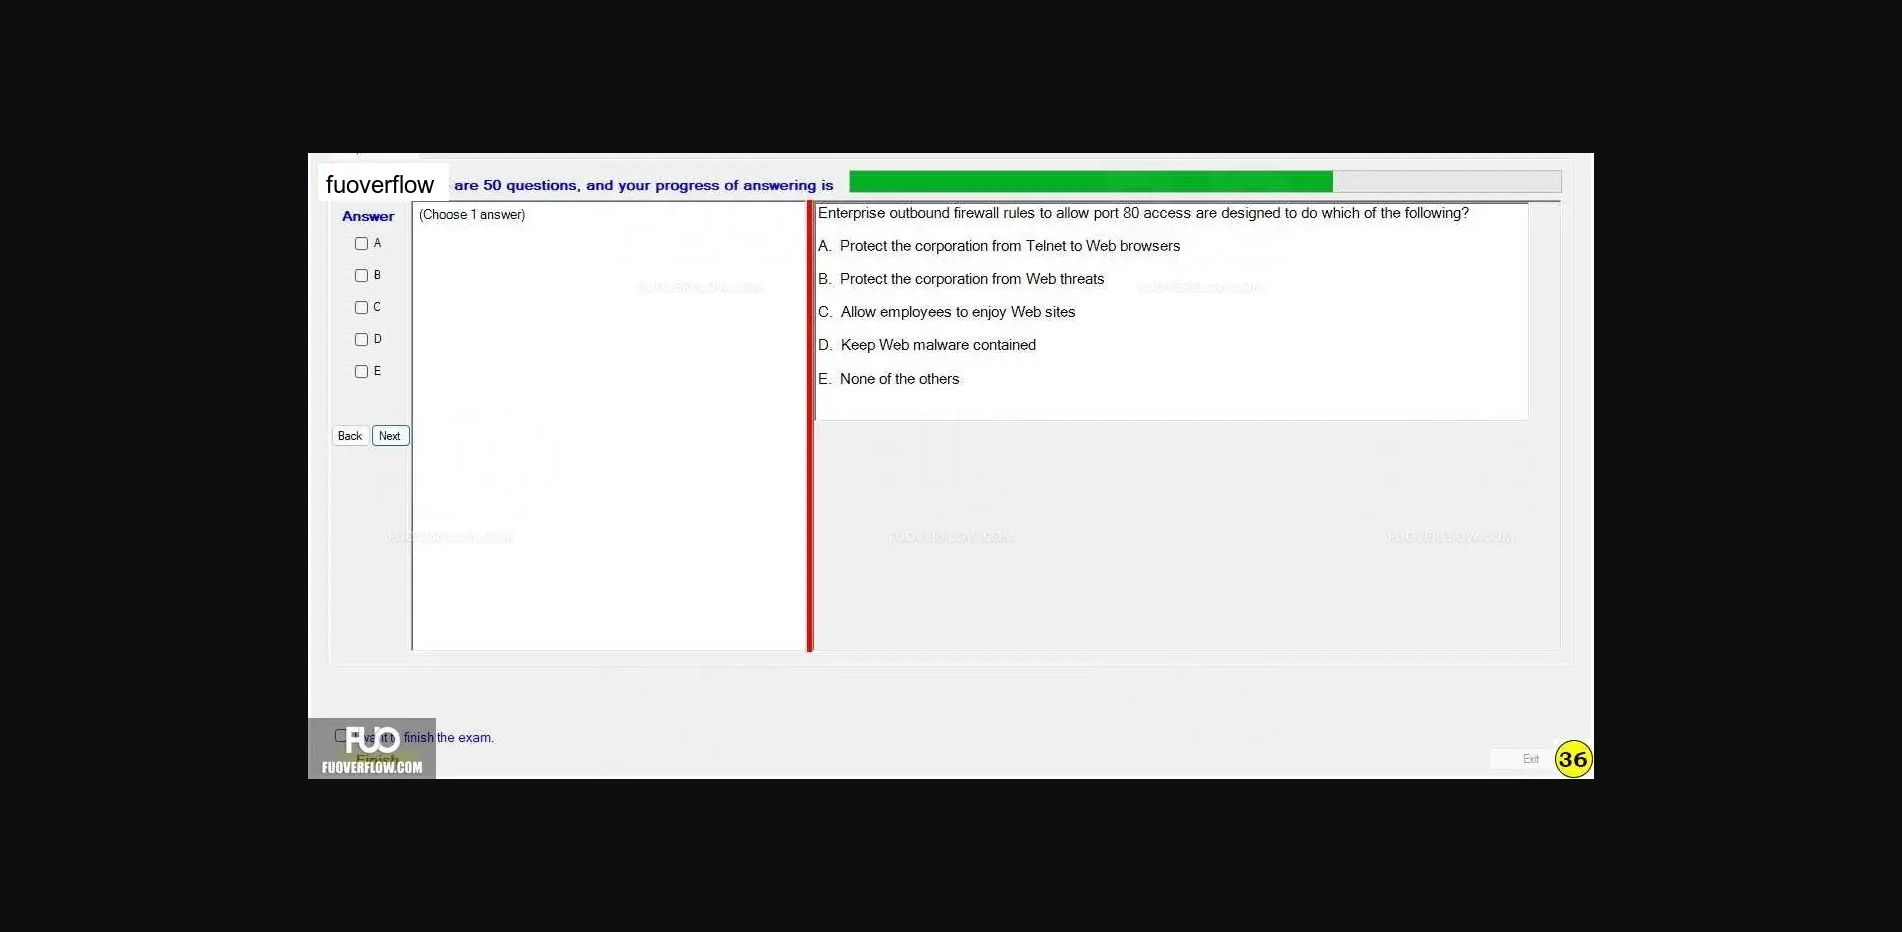 fuoverflow are 50 questions, and your progress of answering is
Answer
(Choose 1 answer)
A
B
C
D
E
Back Next
Enterprise outbound firewall rules to allow port 80 access are designed to do which of the following?
A. Protect the corporation from Telnet to Web browsers
B. Protect the corporation from Web threats
C. Allow employees to enjoy Web sites
D. Keep Web malware contained
E. None of the others
FUOVERFLOW.COM FUOVERFLOW.COM
FUOVERFLOW.COM FUOVERFLOW.COM FUOVERFLOW.COM
I want to finish the exam.
Finish
FUO
FUOVERFLOW.COM
Exit
36